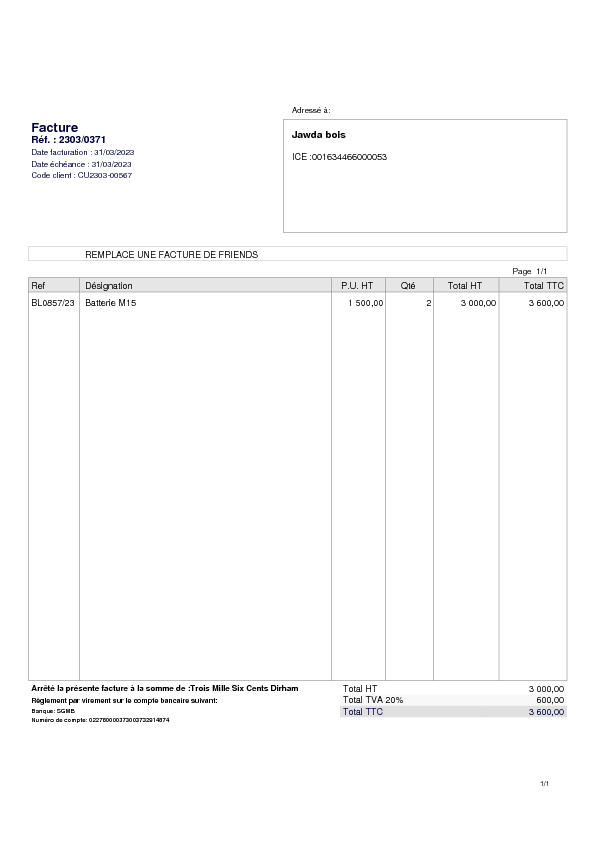 Adressé à:
Facture
Réf. : 2303/0371
Date facturation : 31/03/2023
Date échéance : 31/03/2023
Code client : CU2303-00567
Jawda bois
ICE :001634466000053
REMPLACE UNE FACTURE DE FRIENDS
Page 1/1
Ref Désignation P.U. HT Qté Total HT Total TTC
BL0857/23 Batterie M15 1 500,00 2 3 000,00 3 600,00
Arrêté la présente facture à la somme de :Trois Mille Six Cents Dirham
Total HT 3 000,00
Règlement par virement sur le compte bancaire suivant:
Total TVA 20% 600,00
Banque: SGMB
Total TTC 3 600,00
Numéro de compte:
1/1